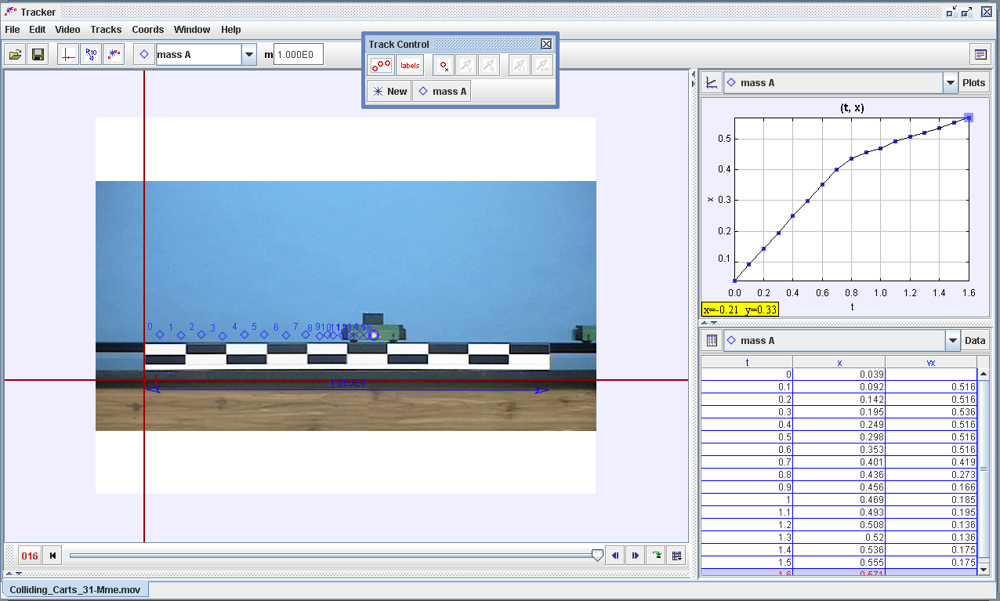 Tracker
File Edit Video Tracks Coords Window Help
mass A m 1.000E0
Track Control
labels
x v a x1 xm
New mass A
mass A Plots
(t, x)
0.5
0.4
0.3
0.2
0.1
x
0.0 0.2 0.4 0.6 0.8 1.0 1.2 1.4 1.6
t
x=-0.21 y=0.33
0 1 2 3 4 5 6 7 8 9 10 11
1.000E0
mass A Data
t x vx
0 0.039
0.1 0.092 0.516
0.2 0.142 0.516
0.3 0.195 0.536
0.4 0.249 0.516
0.5 0.298 0.516
0.6 0.353 0.516
0.7 0.401 0.419
0.8 0.436 0.273
0.9 0.456 0.166
1 0.469 0.185
1.1 0.493 0.195
1.2 0.508 0.136
1.3 0.52 0.136
1.4 0.536 0.175
1.5 0.555 0.175
1.6 0.571
016
Colliding_Carts_31-Mme.mov